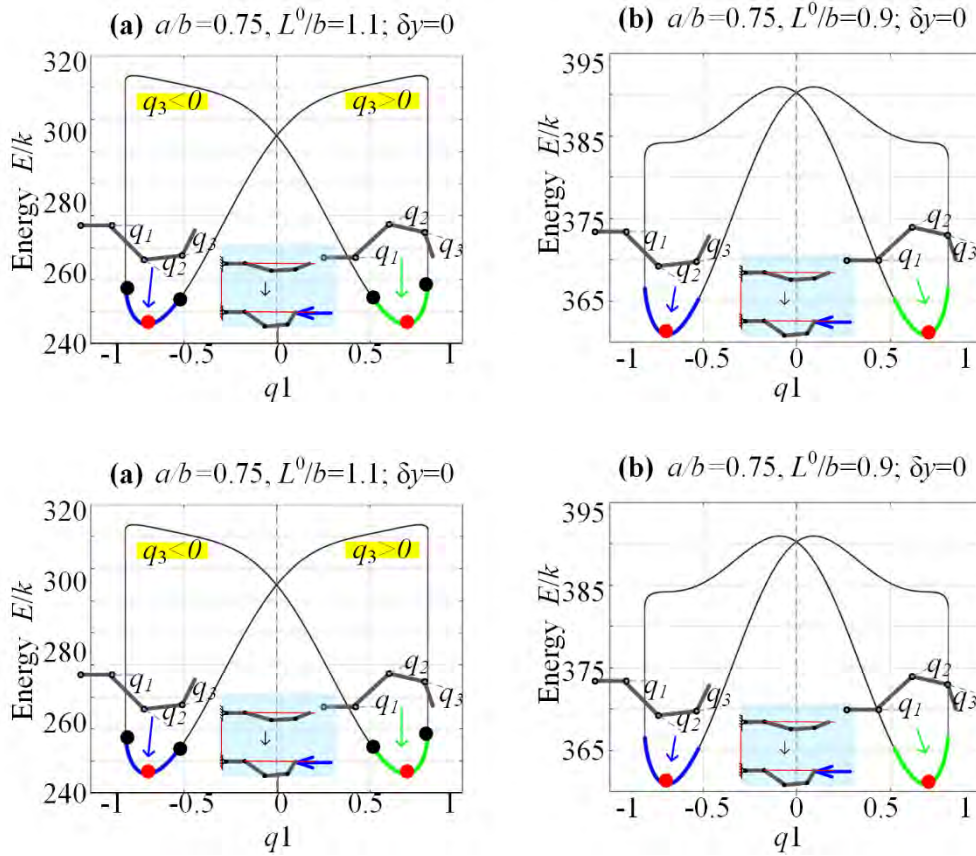 (a) a/b=0.75, L⁰/b=1.1; δy=0
320
300
280
260
240
Energy E/k
q₃<0
q₃>0
q₁
q₂
q₃
q₂
q₁
q₃
-1
-0.5
0
0.5
1
q1
(b) a/b=0.75, L⁰/b=0.9; δy=0
395
385
375
365
Energy E/k
q₁
q₂
q₃
q₂
q₁
q₃
-1
-0.5
0
0.5
1
q1
(a) a/b=0.75, L⁰/b=1.1; δy=0
320
300
280
260
240
Energy E/k
q₃<0
q₃>0
q₁
q₂
q₃
q₂
q₁
q₃
-1
-0.5
0
0.5
1
q1
(b) a/b=0.75, L⁰/b=0.9; δy=0
395
385
375
365
Energy E/k
q₁
q₂
q₃
q₂
q₁
q₃
-1
-0.5
0
0.5
1
q1